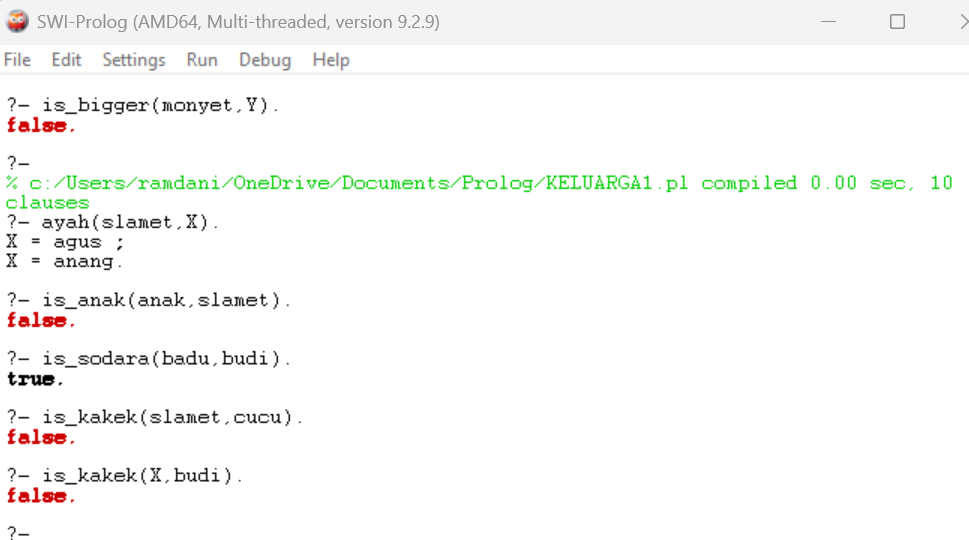 SWI-Prolog (AMD64, Multi-threaded, version 9.2.9)
File Edit Settings Run Debug Help
?- is_bigger(monyet,Y).
false.
?-
% c:/Users/ramdani/OneDrive/Documents/Prolog/KELUARGA1.pl compiled 0.00 sec, 10
clauses
?- ayah(slamet,X).
X = agus ;
X = anang.
?- is_anak(anak,slamet).
false.
?- is_sodara(badu,budi).
true.
?- is_kakek(slamet,cucu).
false.
?- is_kakek(X,budi).
false.
?-